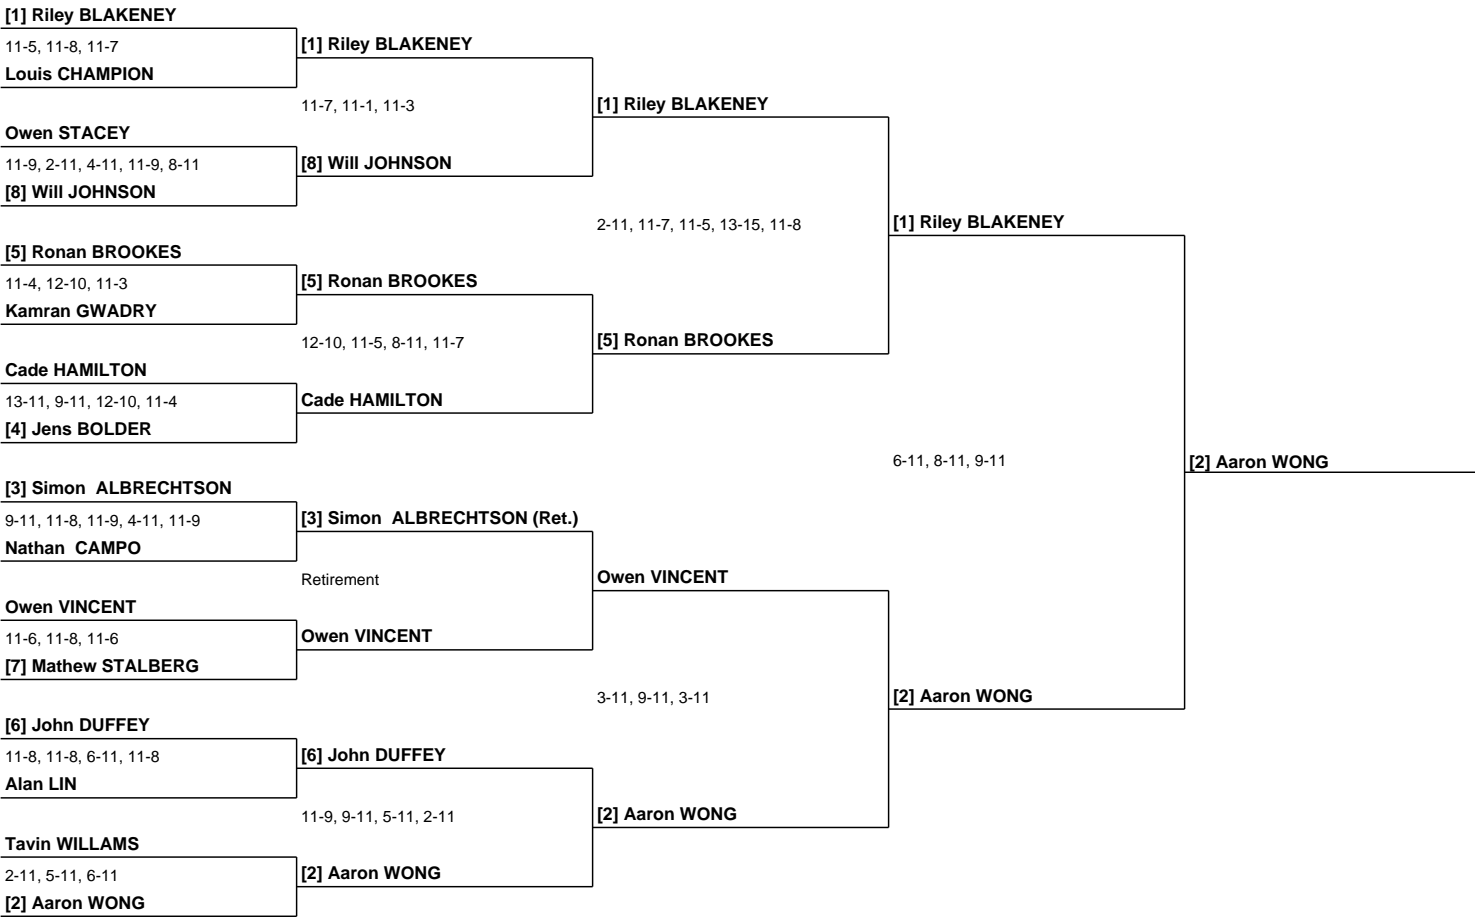 [1] Riley BLAKENEY
11-5, 11-8, 11-7
Louis CHAMPION
Owen STACEY
11-9, 2-11, 4-11, 11-9, 8-11
[8] Will JOHNSON
[5] Ronan BROOKES
11-4, 12-10, 11-3
Kamran GWADRY
Cade HAMILTON
13-11, 9-11, 12-10, 11-4
[4] Jens BOLDER
[3] Simon  ALBRECHTSON
9-11, 11-8, 11-9, 4-11, 11-9
Nathan  CAMPO
Owen VINCENT
11-6, 11-8, 11-6
[7] Mathew STALBERG
[6] John DUFFEY
11-8, 11-8, 6-11, 11-8
Alan LIN
Tavin WILLAMS
2-11, 5-11, 6-11
[2] Aaron WONG
[1] Riley BLAKENEY
11-7, 11-1, 11-3
[8] Will JOHNSON
[5] Ronan BROOKES
12-10, 11-5, 8-11, 11-7
Cade HAMILTON
[3] Simon  ALBRECHTSON (Ret.)
Retirement
Owen VINCENT
[6] John DUFFEY
11-9, 9-11, 5-11, 2-11
[2] Aaron WONG
[1] Riley BLAKENEY
2-11, 11-7, 11-5, 13-15, 11-8
[5] Ronan BROOKES
Owen VINCENT
3-11, 9-11, 3-11
[2] Aaron WONG
[1] Riley BLAKENEY
6-11, 8-11, 9-11
[2] Aaron WONG
[2] Aaron WONG